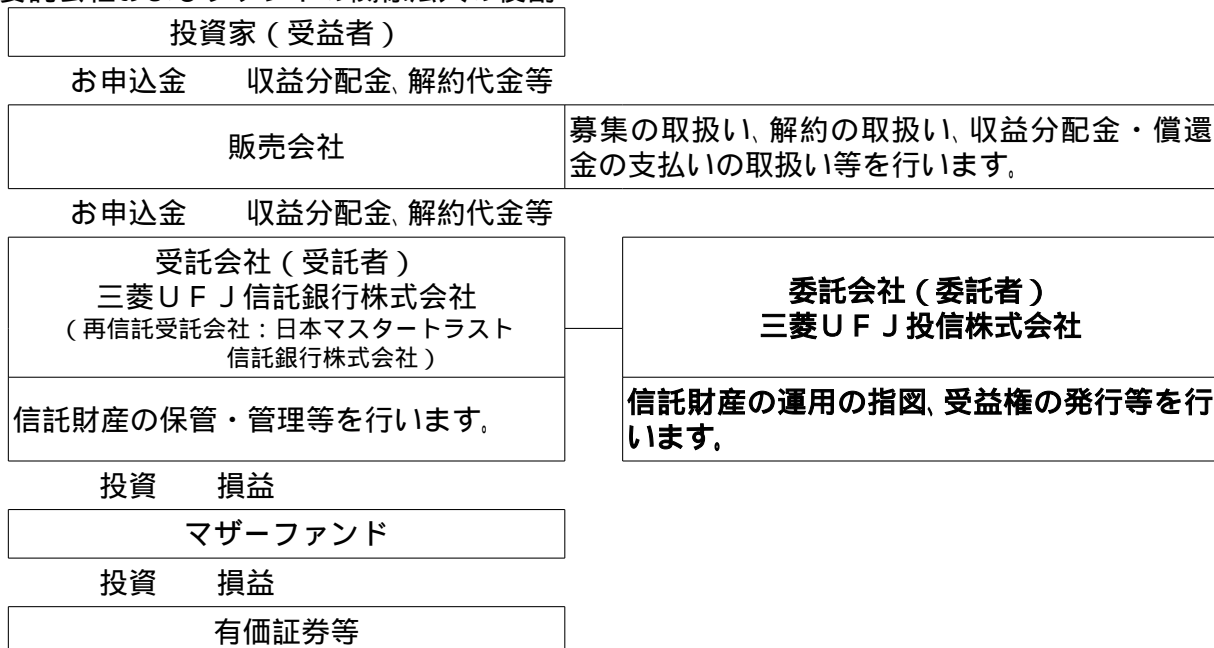 投資家（受益者）
お申込金　収益分配金、解約代金等
販売会社
募集の取扱い、解約の取扱い、収益分配金・償還
金の支払いの取扱い等を行います。
お申込金　収益分配金、解約代金等
受託会社（受託者）
三菱ＵＦＪ信託銀行株式会社
（再信託受託会社：日本マスタートラスト
信託銀行株式会社）
委託会社（委託者）
三菱ＵＦＪ投信株式会社
信託財産の保管・管理等を行います。
信託財産の運用の指図、受益権の発行等を行
います。
投資　損益
マザーファンド
投資　損益
有価証券等